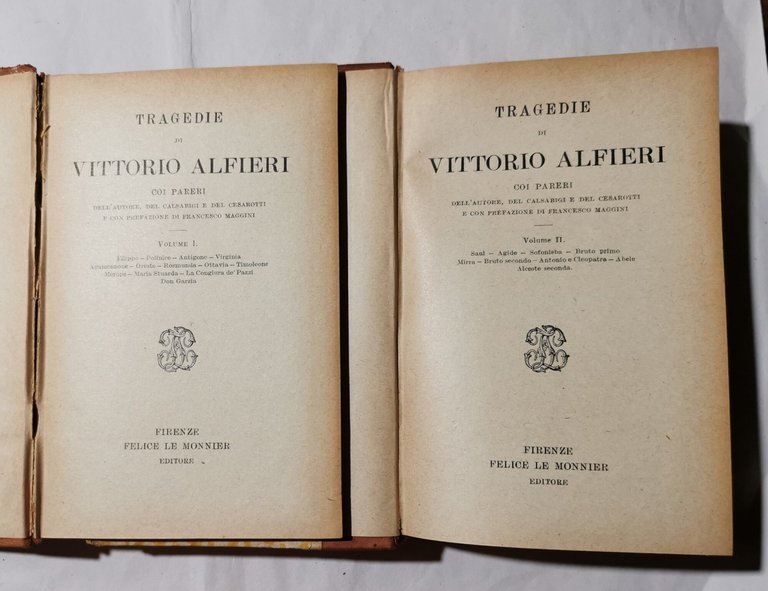 TRAGEDIE
DI
VITTORIO ALFIERI
COI PARERI
DELL'AUTORE, DEL CALSABIGI E DEL CESAROTTI
E CON PREFAZIONE DI FRANCESCO MAGGINI
VOLUME I.
Filippo – Polinice – Antigone – Virginia
Agamennone – Oreste – Rosmunda – Ottavia – Timoleone
Merope – Maria Stuarda – La Congiura de' Pazzi
Don Garzia
FIRENZE
FELICE LE MONNIER
EDITORE
TRAGEDIE
DI
VITTORIO ALFIERI
COI PARERI
DELL'AUTORE, DEL CALSABIGI E DEL CESAROTTI
E CON PREFAZIONE DI FRANCESCO MAGGINI
Volume II.
Saul – Agide – Sofonisba – Bruto primo
Mirra – Bruto secondo – Antonio e Cleopatra – Abele
Alceste seconda.
FIRENZE
FELICE LE MONNIER
EDITORE